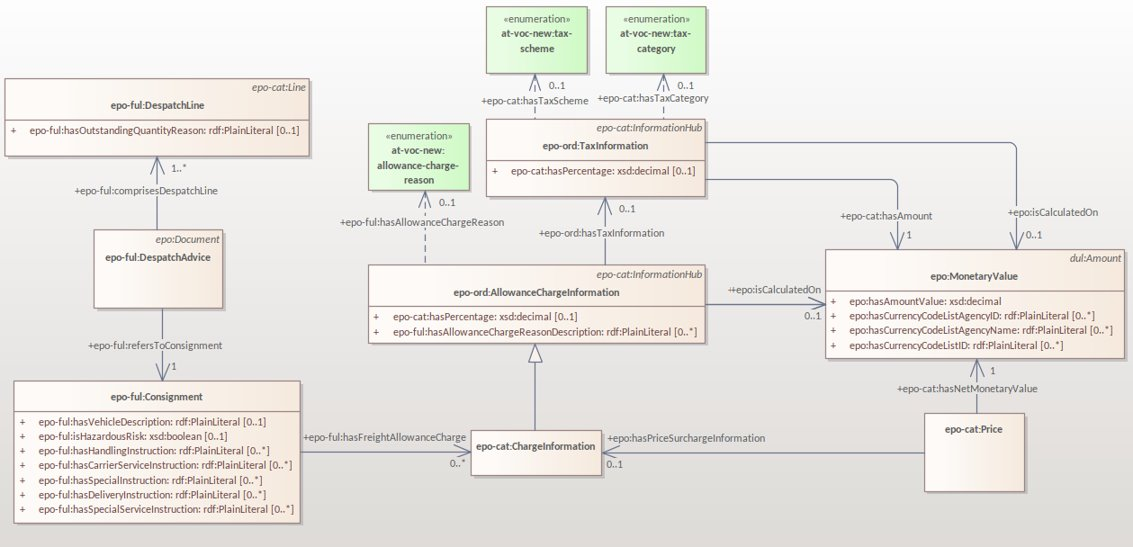 «enumeration»
at-voc-new:tax-
scheme
«enumeration»
at-voc-new:tax-
category
0..1
+epo-cat:hasTaxScheme
0..1
+epo-cat:hasTaxCategory
epo-cat:Line
epo-ful:DespatchLine
+ epo-ful:hasOutstandingQuantityReason: rdf:PlainLiteral [0..1]
1..*
+epo-ful:comprisesDespatchLine
«enumeration»
at-voc-new:
allowance-charge-
reason
0..1
+epo-ful:hasAllowanceChargeReason
epo-cat:InformationHub
epo-ord:TaxInformation
+ epo-cat:hasPercentage: xsd:decimal [0..1]
0..1
+epo-ord:hasTaxInformation
+epo-cat:hasAmount
1
+epo:isCalculatedOn
0..1
epo:Document
epo-ful:DespatchAdvice
+epo-ful:refersToConsignment
1
epo-cat:InformationHub
epo-ord:AllowanceChargeInformation
+ epo-cat:hasPercentage: xsd:decimal [0..1]
+ epo-ful:hasAllowanceChargeReasonDescription: rdf:PlainLiteral [0..*]
+epo:isCalculatedOn
0..1
dul:Amount
epo:MonetaryValue
+ epo:hasAmountValue: xsd:decimal
+ epo:hasCurrencyCodeListAgencyID: rdf:PlainLiteral [0..*]
+ epo:hasCurrencyCodeListAgencyName: rdf:PlainLiteral [0..*]
+ epo:hasCurrencyCodeListID: rdf:PlainLiteral [0..*]
1
+epo-cat:hasNetMonetaryValue
epo-ful:Consignment
+ epo-ful:hasVehicleDescription: rdf:PlainLiteral [0..1]
+ epo-ful:isHazardousRisk: xsd:boolean [0..1]
+ epo-ful:hasHandlingInstruction: rdf:PlainLiteral [0..*]
+ epo-ful:hasCarrierServiceInstruction: rdf:PlainLiteral [0..*]
+ epo-ful:hasSpecialInstruction: rdf:PlainLiteral [0..*]
+ epo-ful:hasDeliveryInstruction: rdf:PlainLiteral [0..*]
+ epo-ful:hasSpecialServiceInstruction: rdf:PlainLiteral [0..*]
+epo-ful:hasFreightAllowanceCharge
0..*
epo-cat:ChargeInformation
+epo:hasPriceSurchargeInformation
0..1
epo-cat:Price